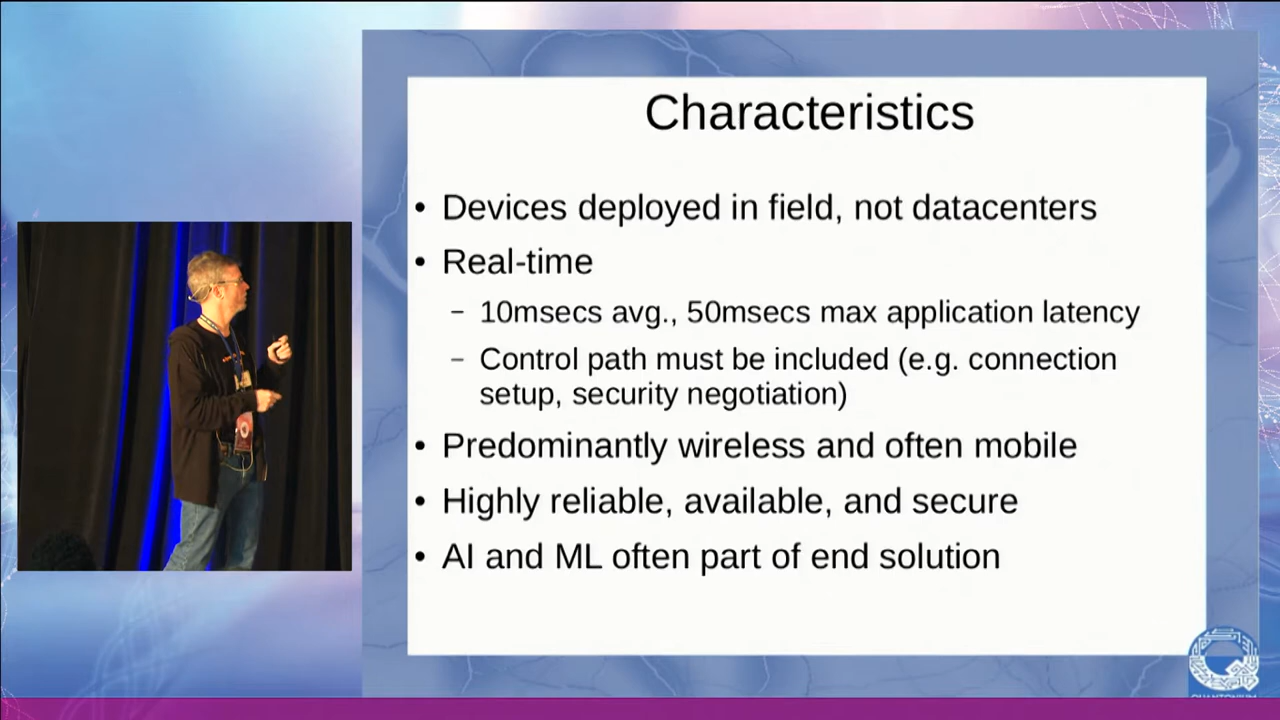 Characteristics
• Devices deployed in field, not datacenters
• Real-time
– 10msecs avg., 50msecs max application latency
– Control path must be included (e.g. connection
setup, security negotiation)
• Predominantly wireless and often mobile
• Highly reliable, available, and secure
• AI and ML often part of end solution
QUANTONIUM